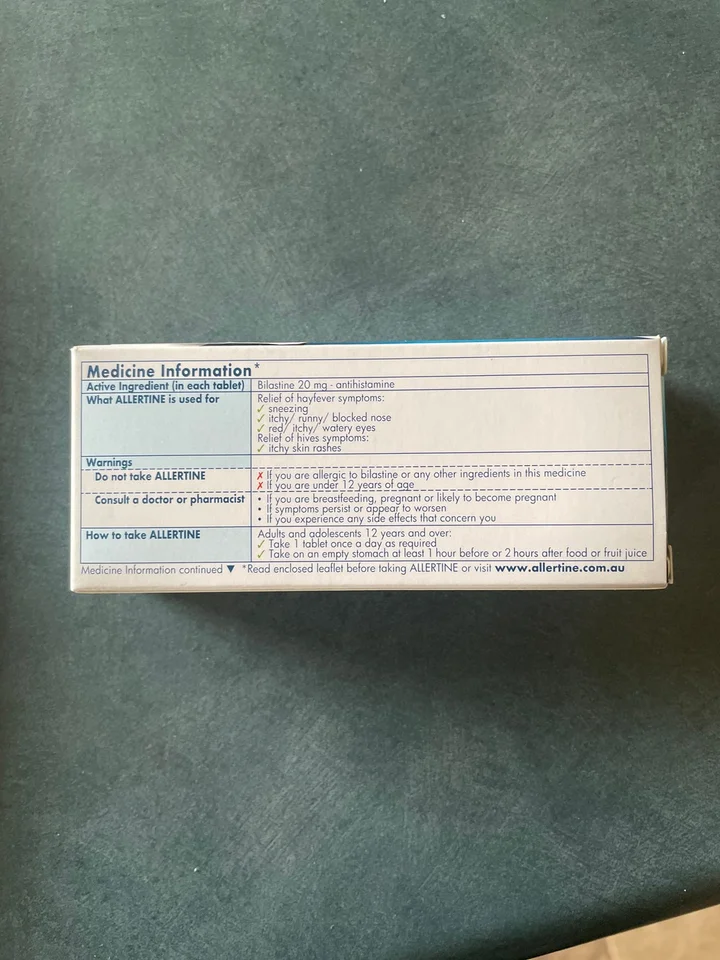 Medicine Information*
Active Ingredient (in each tablet) Bilastine 20 mg - antihistamine
What ALLERTINE is used for Relief of hayfever symptoms:
✓ sneezing
✓ itchy/ runny/ blocked nose
✓ red/ itchy/ watery eyes
Relief of hives symptoms:
✓ itchy skin rashes
Warnings
Do not take ALLERTINE ✗ If you are allergic to bilastine or any other ingredients in this medicine
✗ If you are under 12 years of age
Consult a doctor or pharmacist • If you are breastfeeding, pregnant or likely to become pregnant
• If symptoms persist or appear to worsen
• If you experience any side effects that concern you
How to take ALLERTINE Adults and adolescents 12 years and over:
✓ Take 1 tablet once a day as required
✓ Take on an empty stomach at least 1 hour before or 2 hours after food or fruit juice
Medicine Information continued ▼ *Read enclosed leaflet before taking ALLERTINE or visit www.allertine.com.au